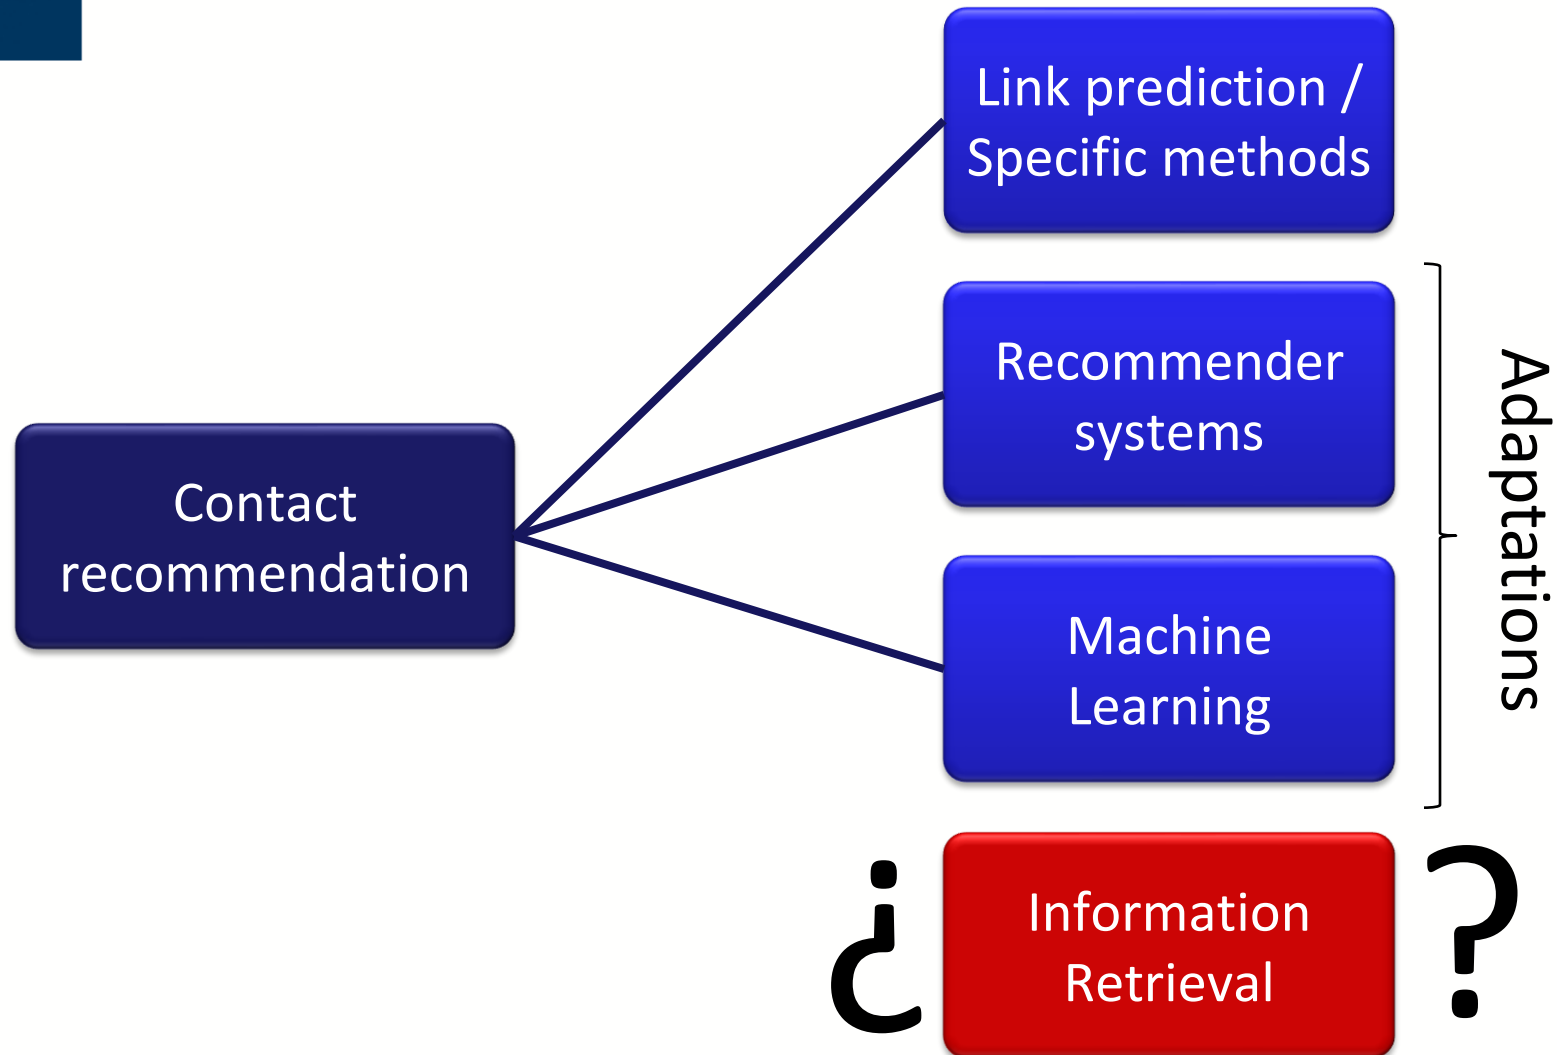 Link prediction /
Specific methods
Recommender
systems
Contact
recommendation
Machine
Learning
Adaptations
¿
Information
Retrieval
?